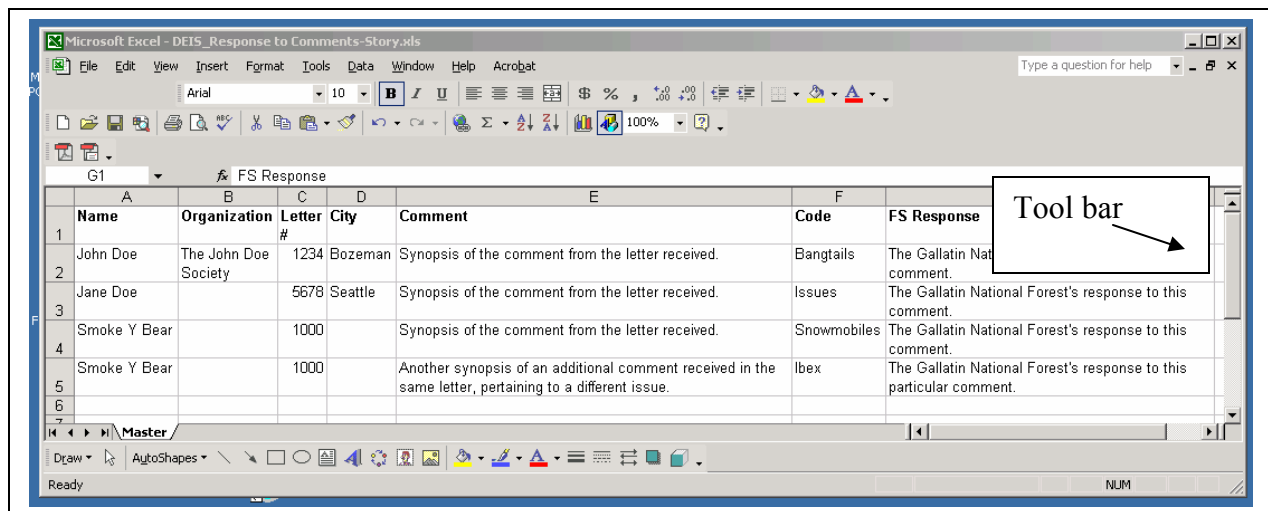 Microsoft Excel - DEIS_Response to Comments-Story.xls
File Edit View Insert Format Tools Data Window Help Acrobat Type a question for help
Arial 10 B I U $ % ,
100%
G1 fx FS Response
A B C D E F
1 Name Organization Letter # City Comment Code FS Response
Tool bar
2 John Doe The John Doe Society 1234 Bozeman Synopsis of the comment from the letter received. Bangtails The Gallatin Nat comment.
3 Jane Doe 5678 Seattle Synopsis of the comment from the letter received. Issues The Gallatin National Forest's response to this comment.
4 Smoke Y Bear 1000 Synopsis of the comment from the letter received. Snowmobiles The Gallatin National Forest's response to this comment.
5 Smoke Y Bear 1000 Another synopsis of an additional comment received in the same letter, pertaining to a different issue. Ibex The Gallatin National Forest's response to this particular comment.
6
7
Master
Draw AutoShapes
Ready NUM